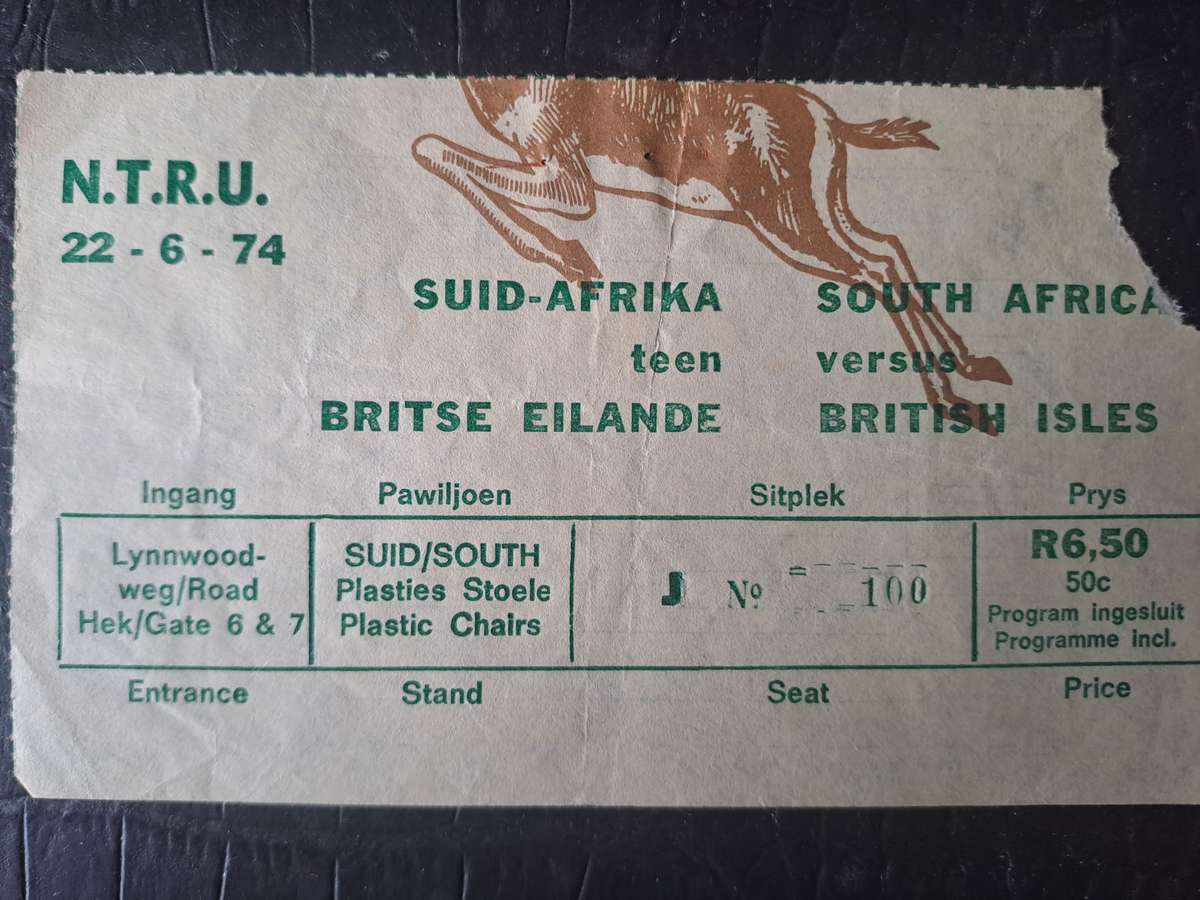 N.T.R.U.
22 - 6 - 74
SUID-AFRIKA SOUTH AFRICA
teen versus
BRITSE EILANDE BRITISH ISLES
Ingang Pawiljoen Sitplek Prys
Lynnwood-
weg/Road
Hek/Gate 6 & 7
SUID/SOUTH
Plasties Stoele
Plastic Chairs
J Nº 100
R6,50
50c
Program ingesluit
Programme incl.
Entrance Stand Seat Price